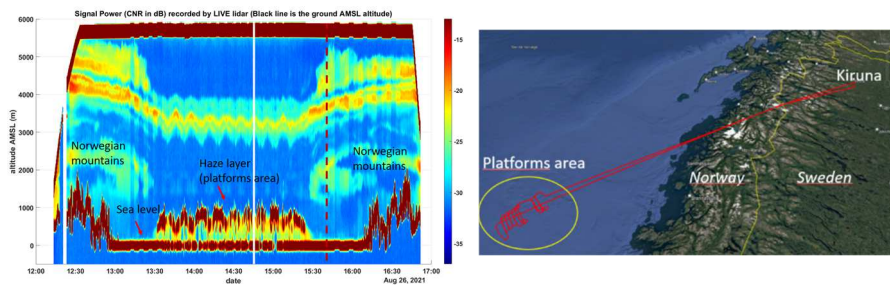 Signal Power (CNR in dB) recorded by LIVE lidar (Black line is the ground AMSL altitude)
altitude AMSL (m)
6000
5000
4000
3000
2000
1000
0
-500
Norwegian
mountains
Haze layer
(platforms area)
Norwegian
mountains
Sea level
12:00
12:30
13:00
13:30
14:00
14:30
15:00
15:30
16:00
16:30
17:00
date
Aug 26, 2021
-15
-20
-25
-30
-35
Kiruna
Platforms area
Norway
Sweden